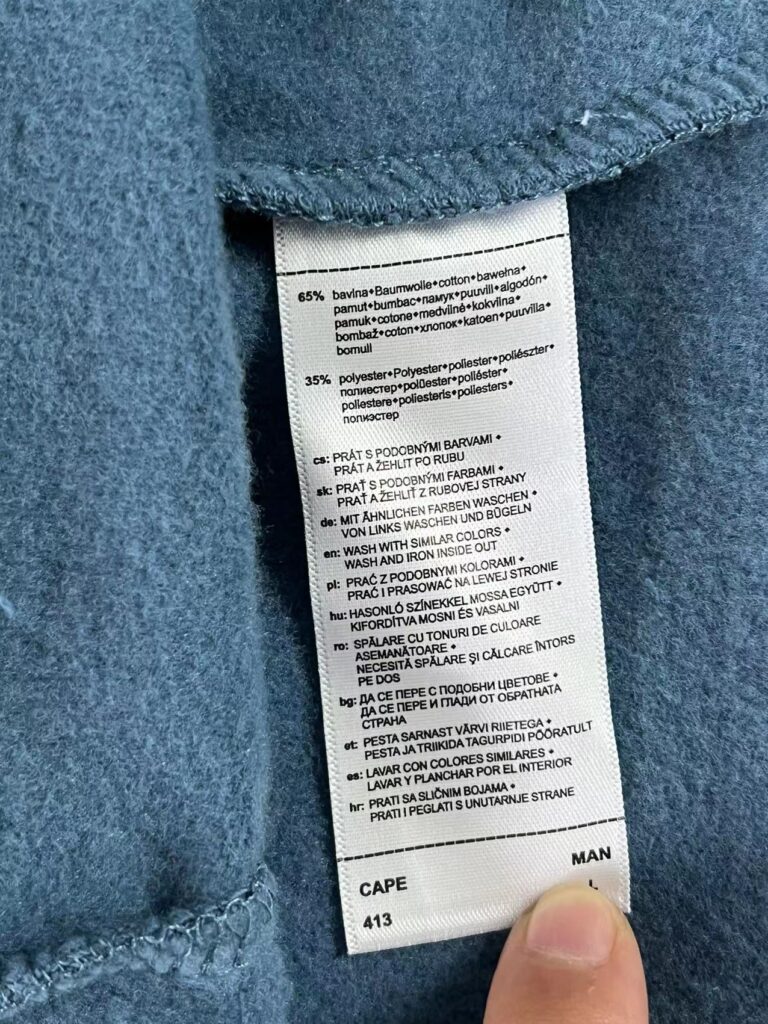 65% bavlna•Baumwolle•cotton•bawełna•
pamut•bumbac•памук•puuvill•algodón•
pamuk•cotone•medvilnė•kokvilna•
bombaž•coton•хлопок•katoen•puuvilla•
bomull
35% polyester•Polyester•poliester•poliészter•
полиестер•polüester•poliéster•
poliestere•poliesteris•poliesters•
полиэстер
cs: PRÁT S PODOBNÝMI BARVAMI •
PRÁT A ŽEHLIT PO RUBU
sk: PRAŤ S PODOBNÝMI FARBAMI •
PRAŤ A ŽEHLIŤ Z RUBOVEJ STRANY
de: MIT ÄHNLICHEN FARBEN WASCHEN •
VON LINKS WASCHEN UND BÜGELN
en: WASH WITH SIMILAR COLORS •
WASH AND IRON INSIDE OUT
pl: PRAĆ Z PODOBNYMI KOLORAMI •
PRAĆ I PRASOWAĆ NA LEWEJ STRONIE
hu: HASONLÓ SZÍNEKKEL MOSSA EGYÜTT •
KIFORDÍTVA MOSNI ÉS VASALNI
ro: SPĂLARE CU TONURI DE CULOARE
ASEMANĂTOARE •
NECESITĂ SPĂLARE ŞI CĂLCARE ÎNTORS
PE DOS
bg: ДА СЕ ПЕРЕ С ПОДОБНИ ЦВЕТОВЕ •
ДА СЕ ПЕРЕ И ГЛАДИ ОТ ОБРАТНАТА
СТРАНА
et: PESTA SARNAST VÄRVI RIIETEGA •
PESTA JA TRIIKIDA TAGURPIDI PÖÖRATULT
es: LAVAR CON COLORES SIMILARES •
LAVAR Y PLANCHAR POR EL INTERIOR
hr: PRATI SA SLIČNIM BOJAMA •
PRATI I PEGLATI S UNUTARNJE STRANE
CAPE MAN
413 L